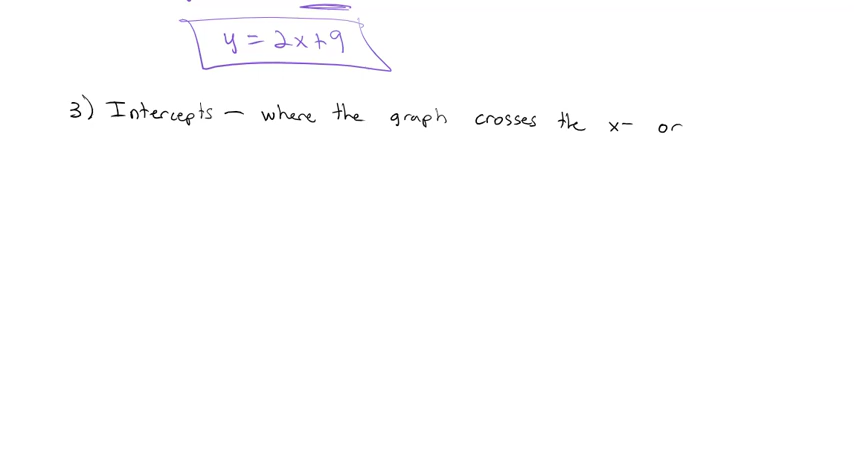 y = 2x+9
3) Intercepts – where the graph crosses the x- or